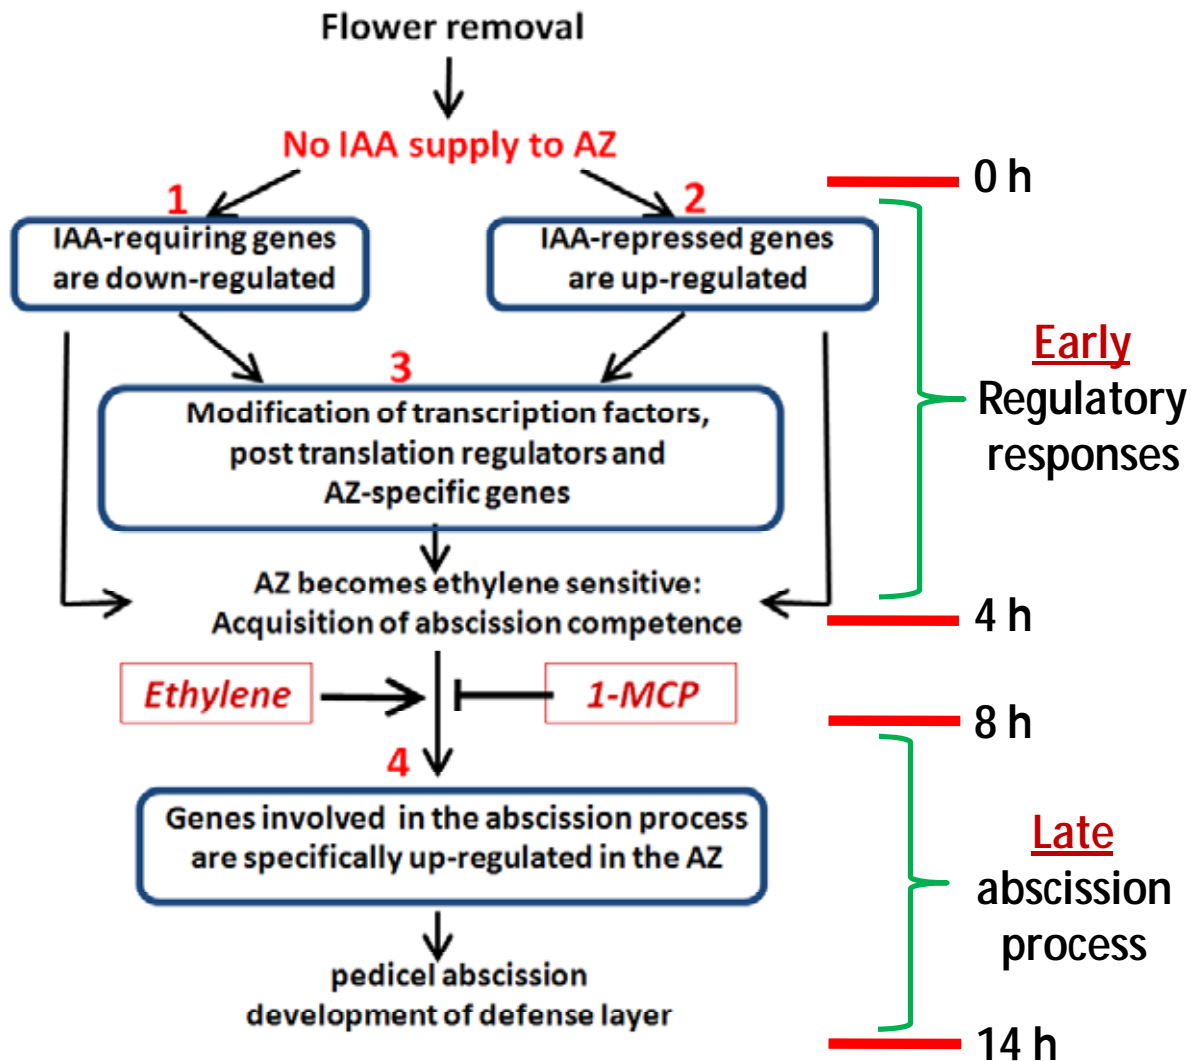 Flower removal
No IAA supply to AZ
0 h
1
2
IAA-requiring genes
are down-regulated
IAA-repressed genes
are up-regulated
Early
Regulatory
responses
3
Modification of transcription factors,
post translation regulators and
AZ-specific genes
AZ becomes ethylene sensitive:
Acquisition of abscission competence
4 h
Ethylene
1-MCP
8 h
4
Genes involved in the abscission process
are specifically up-regulated in the AZ
Late
abscission
process
pedicel abscission
development of defense layer
14 h